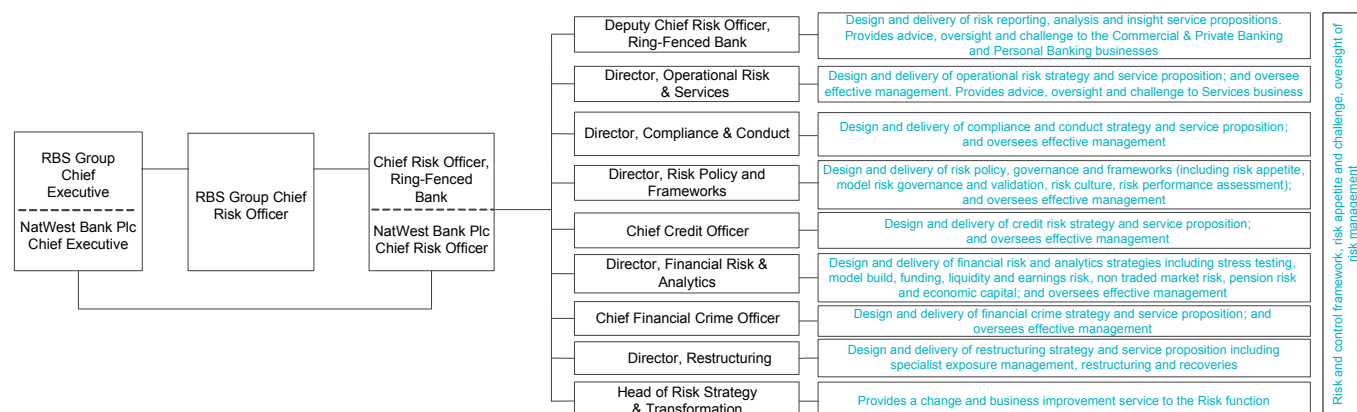 RBS Group
Chief
Executive
NatWest Bank Plc
Chief Executive
RBS Group Chief
Risk Officer
Chief Risk Officer,
Ring-Fenced
Bank
NatWest Bank Plc
Chief Risk Officer
Deputy Chief Risk Officer,
Ring-Fenced Bank
Design and delivery of risk reporting, analysis and insight service propositions.
Provides advice, oversight and challenge to the Commercial & Private Banking
and Personal Banking businesses
Director, Operational Risk
& Services
Design and delivery of operational risk strategy and service proposition; and oversee
effective management. Provides advice, oversight and challenge to Services business
Director, Compliance & Conduct
Design and delivery of compliance and conduct strategy and service proposition;
and oversees effective management
Director, Risk Policy and
Frameworks
Design and delivery of risk policy, governance and frameworks (including risk appetite,
model risk governance and validation, risk culture, risk performance assessment);
and oversees effective management
Chief Credit Officer
Design and delivery of credit risk strategy and service proposition;
and oversees effective management
Director, Financial Risk &
Analytics
Design and delivery of financial risk and analytics strategies including stress testing,
model build, funding, liquidity and earnings risk, non traded market risk, pension risk
and economic capital; and oversees effective management
Chief Financial Crime Officer
Design and delivery of financial crime strategy and service proposition; and
oversees effective management
Director, Restructuring
Design and delivery of restructuring strategy and service proposition including
specialist exposure management, restructuring and recoveries
Head of Risk Strategy
& Transformation
Provides a change and business improvement service to the Risk function
Risk and control framework, risk appetite and challenge, oversight of
risk management